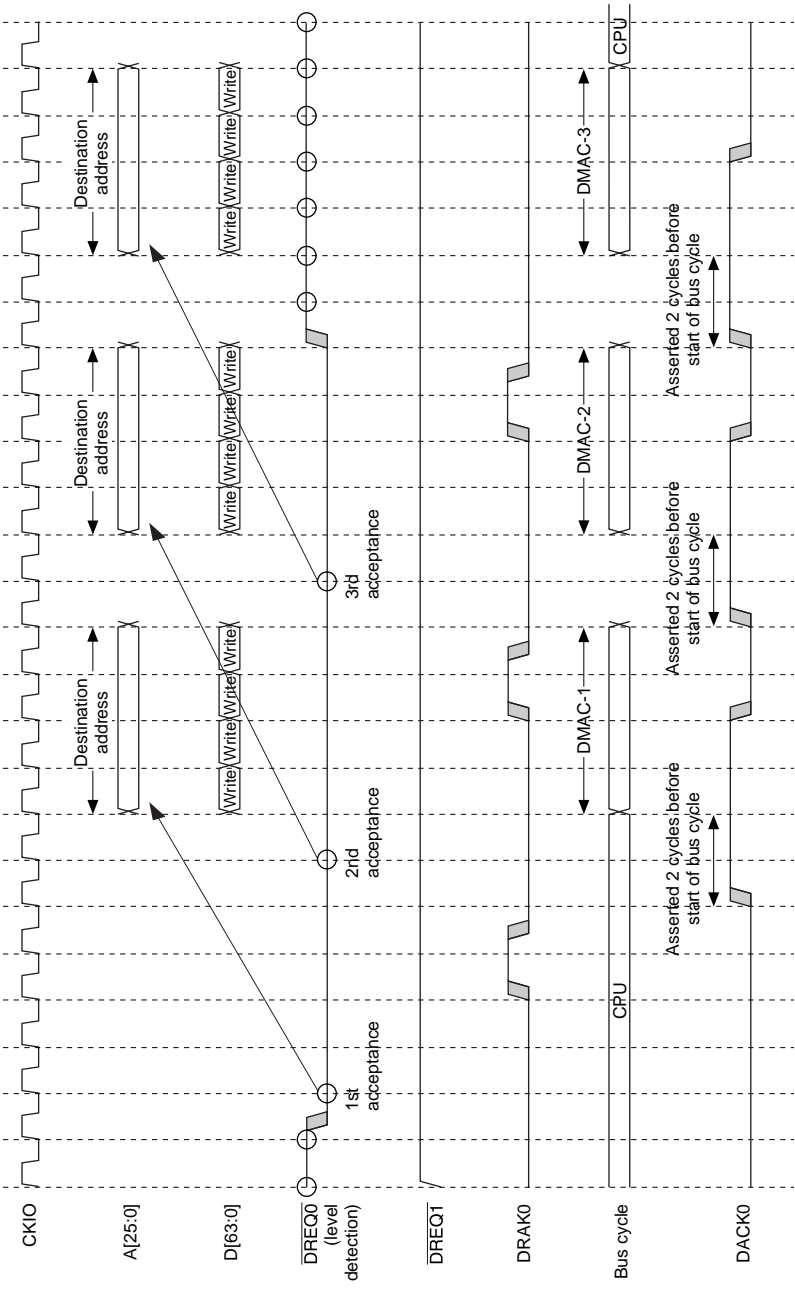 CKIO
Destination
address
Destination
address
Destination
address
A[25:0]
Write Write Write Write
Write Write Write Write
Write Write Write Write
D[63:0]
DREQ0
(level
detection)
1st
acceptance
2nd
acceptance
3rd
acceptance
DREQ1
DRAK0
DMAC-1
DMAC-2
DMAC-3
Bus cycle
CPU
CPU
Asserted 2 cycles before
start of bus cycle
Asserted 2 cycles before
start of bus cycle
Asserted 2 cycles before
start of bus cycle
DACK0